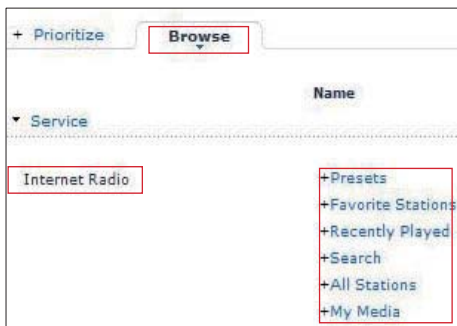 + Prioritize Browse
Name
Service
Internet Radio +Presets
+Favorite Stations
+Recently Played
+Search
+All Stations
+My Media